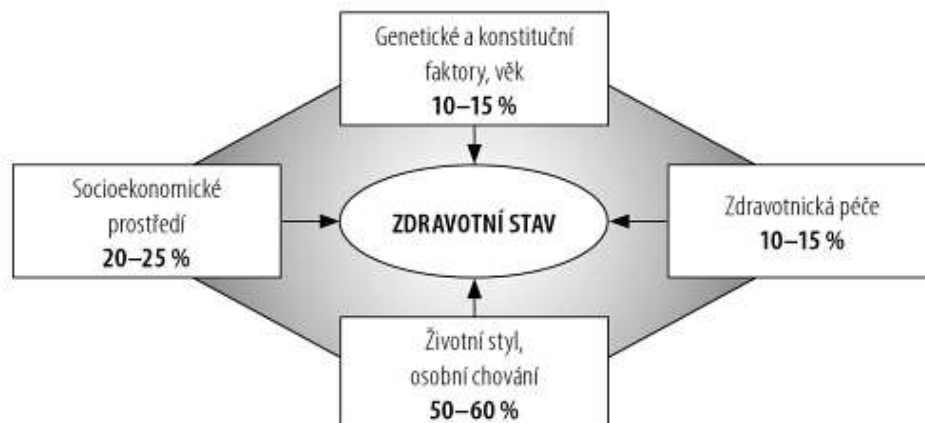 Genetické a konstituční
faktory, věk
10–15 %
Socioekonomické
prostředí
20–25 %
ZDRAVOTNÍ STAV
Zdravotnická péče
10–15 %
Životní styl,
osobní chování
50–60 %